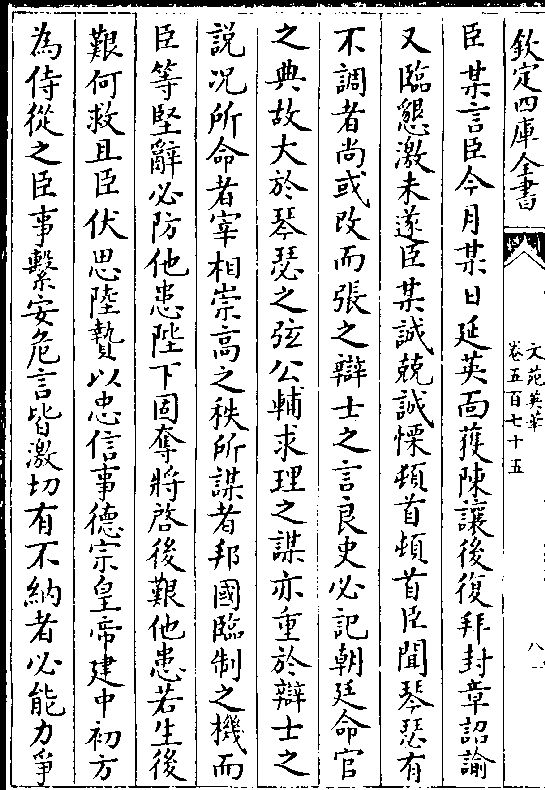 欽定四庫全書
文苑英華
卷五百七十五
八
臣某言臣今月某日延英面獲陳讓後復拜封章詔諭
又臨懇激未遂臣某誠兢誠慄頓首頓首臣聞琴瑟有
不調者尚或改而張之辯士之言良史必記朝廷命官
之典故大於琴瑟之弦公輔求理之謀亦重於辯士之
説况所命者宰相崇高之秩所謀者邦國臨制之機而
臣等堅辭必防他患陛下固奪將啓後艱他患若生後
艱何救且臣伏思陸贄以忠信事德宗皇帝建中初方
為侍從之臣事繫安危言皆激切有不納者必能力爭